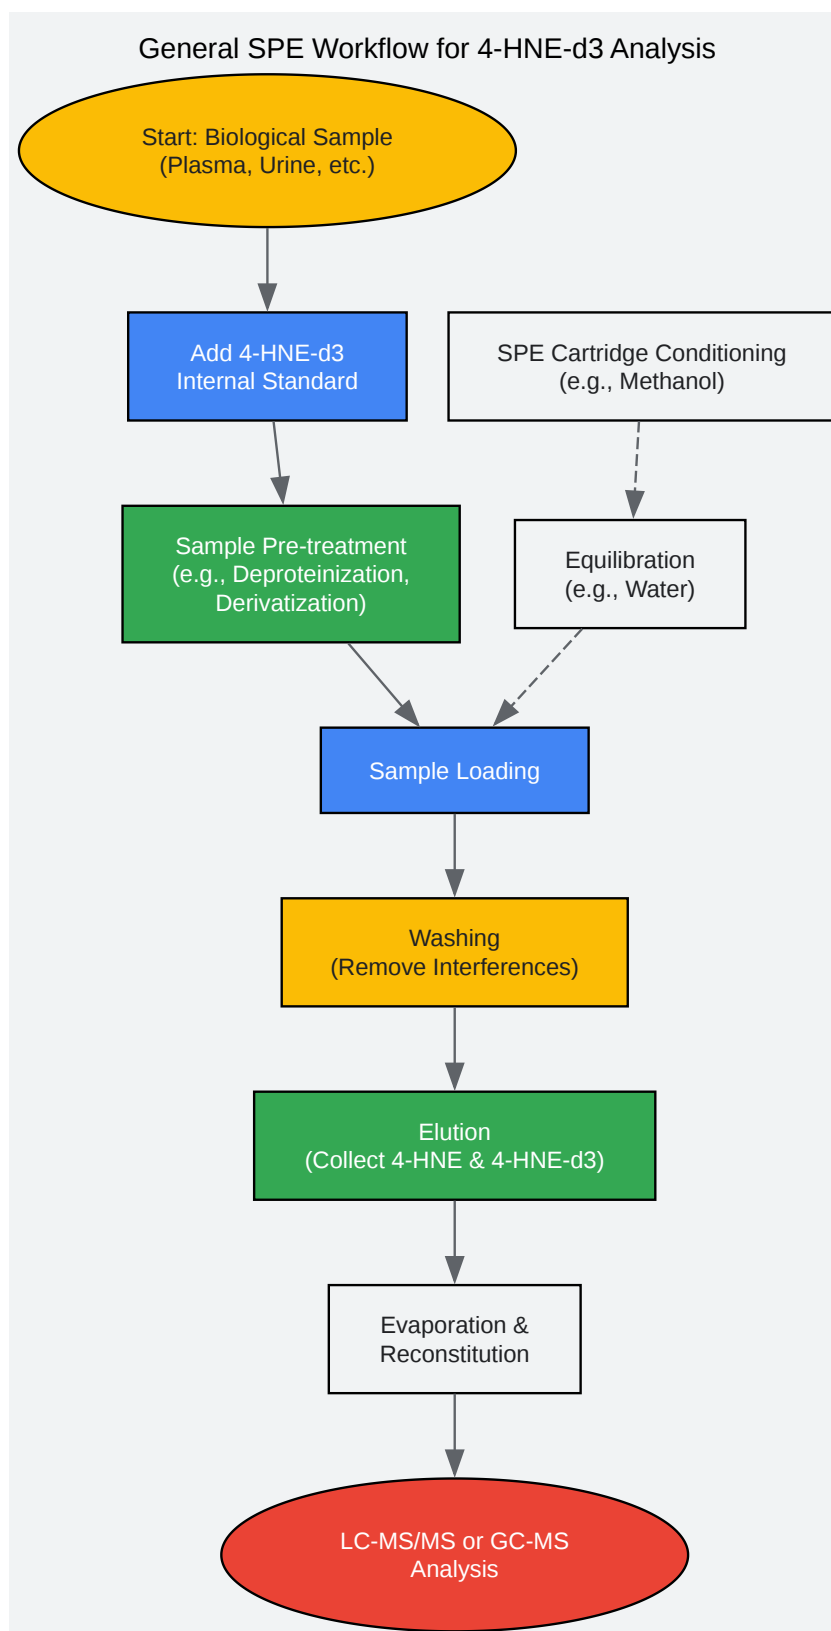 General SPE Workflow for 4-HNE-d3 Analysis
Start: Biological Sample
(Plasma, Urine, etc.)
Add 4-HNE-d3
Internal Standard
SPE Cartridge Conditioning
(e.g., Methanol)
Sample Pre-treatment
(e.g., Deproteinization,
Derivatization)
Equilibration
(e.g., Water)
Sample Loading
Washing
(Remove Interferences)
Elution
(Collect 4-HNE & 4-HNE-d3)
Evaporation &
Reconstitution
LC-MS/MS or GC-MS
Analysis